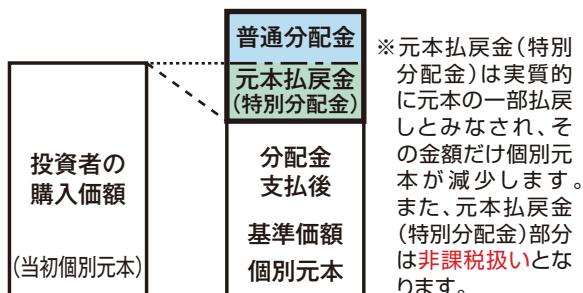 普通分配金
元本払戻金
(特別分配金)
投資者の
購入価額
(当初個別元本)
分配金
支払後
基準価額
個別元本
※元本払戻金(特別
分配金)は実質的
に元本の一部払戻
しとみなされ、そ
の金額だけ個別元
本が減少します。
また、元本払戻金
(特別分配金)部分
は非課税扱いとな
ります。